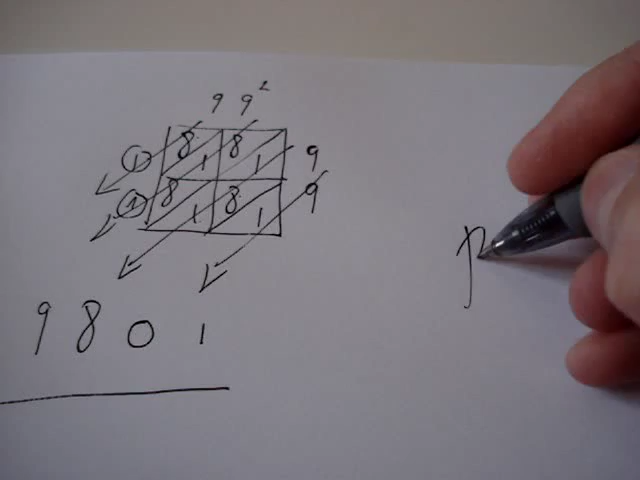 9 9²
① 8 1 8 1 9
① 8 1 8 1 9
9 8 0 1